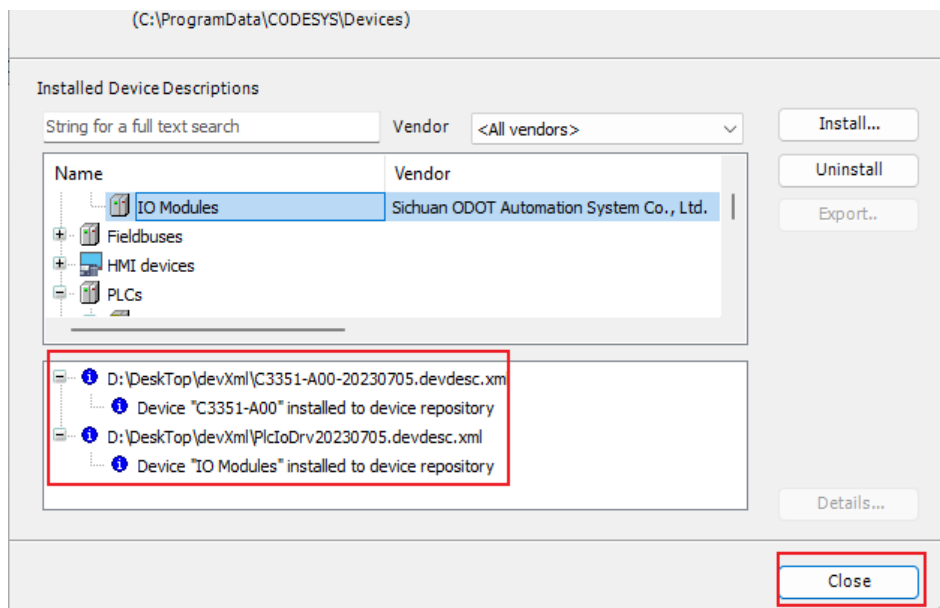 (C:\ProgramData\CODESYS\Devices)
Installed Device Descriptions
String for a full text search
Vendor
<All vendors>
Install...
Name
Vendor
Uninstall
IO Modules
Sichuan ODOT Automation System Co., Ltd.
Export..
Fieldbuses
HMI devices
PLCs
D:\DeskTop\devXml\C3351-A00-20230705.devdesc.xm
Device "C3351-A00" installed to device repository
D:\DeskTop\devXml\PlcIoDrv20230705.devdesc.xml
Device "IO Modules" installed to device repository
Details...
Close